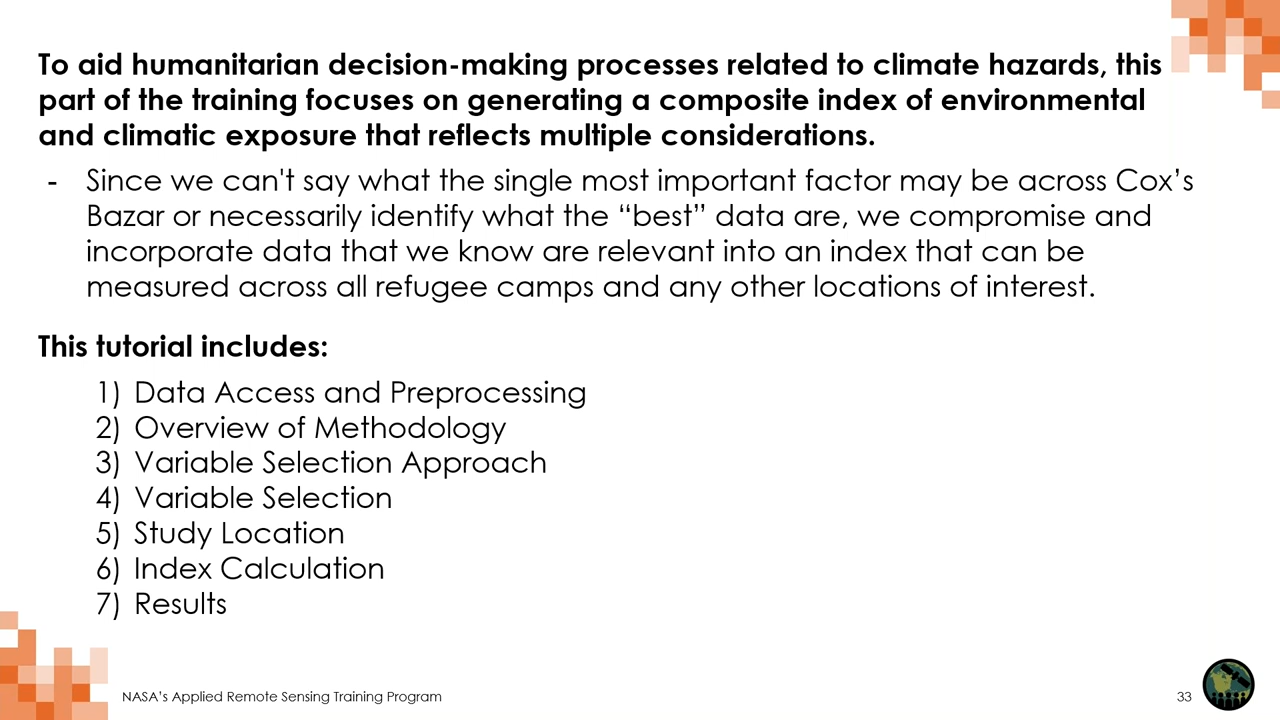 To aid humanitarian decision-making processes related to climate hazards, this
part of the training focuses on generating a composite index of environmental
and climatic exposure that reflects multiple considerations.
- Since we can't say what the single most important factor may be across Cox’s
Bazar or necessarily identify what the “best” data are, we compromise and
incorporate data that we know are relevant into an index that can be
measured across all refugee camps and any other locations of interest.
This tutorial includes:
1) Data Access and Preprocessing
2) Overview of Methodology
3) Variable Selection Approach
4) Variable Selection
5) Study Location
6) Index Calculation
7) Results
NASA’s Applied Remote Sensing Training Program
33